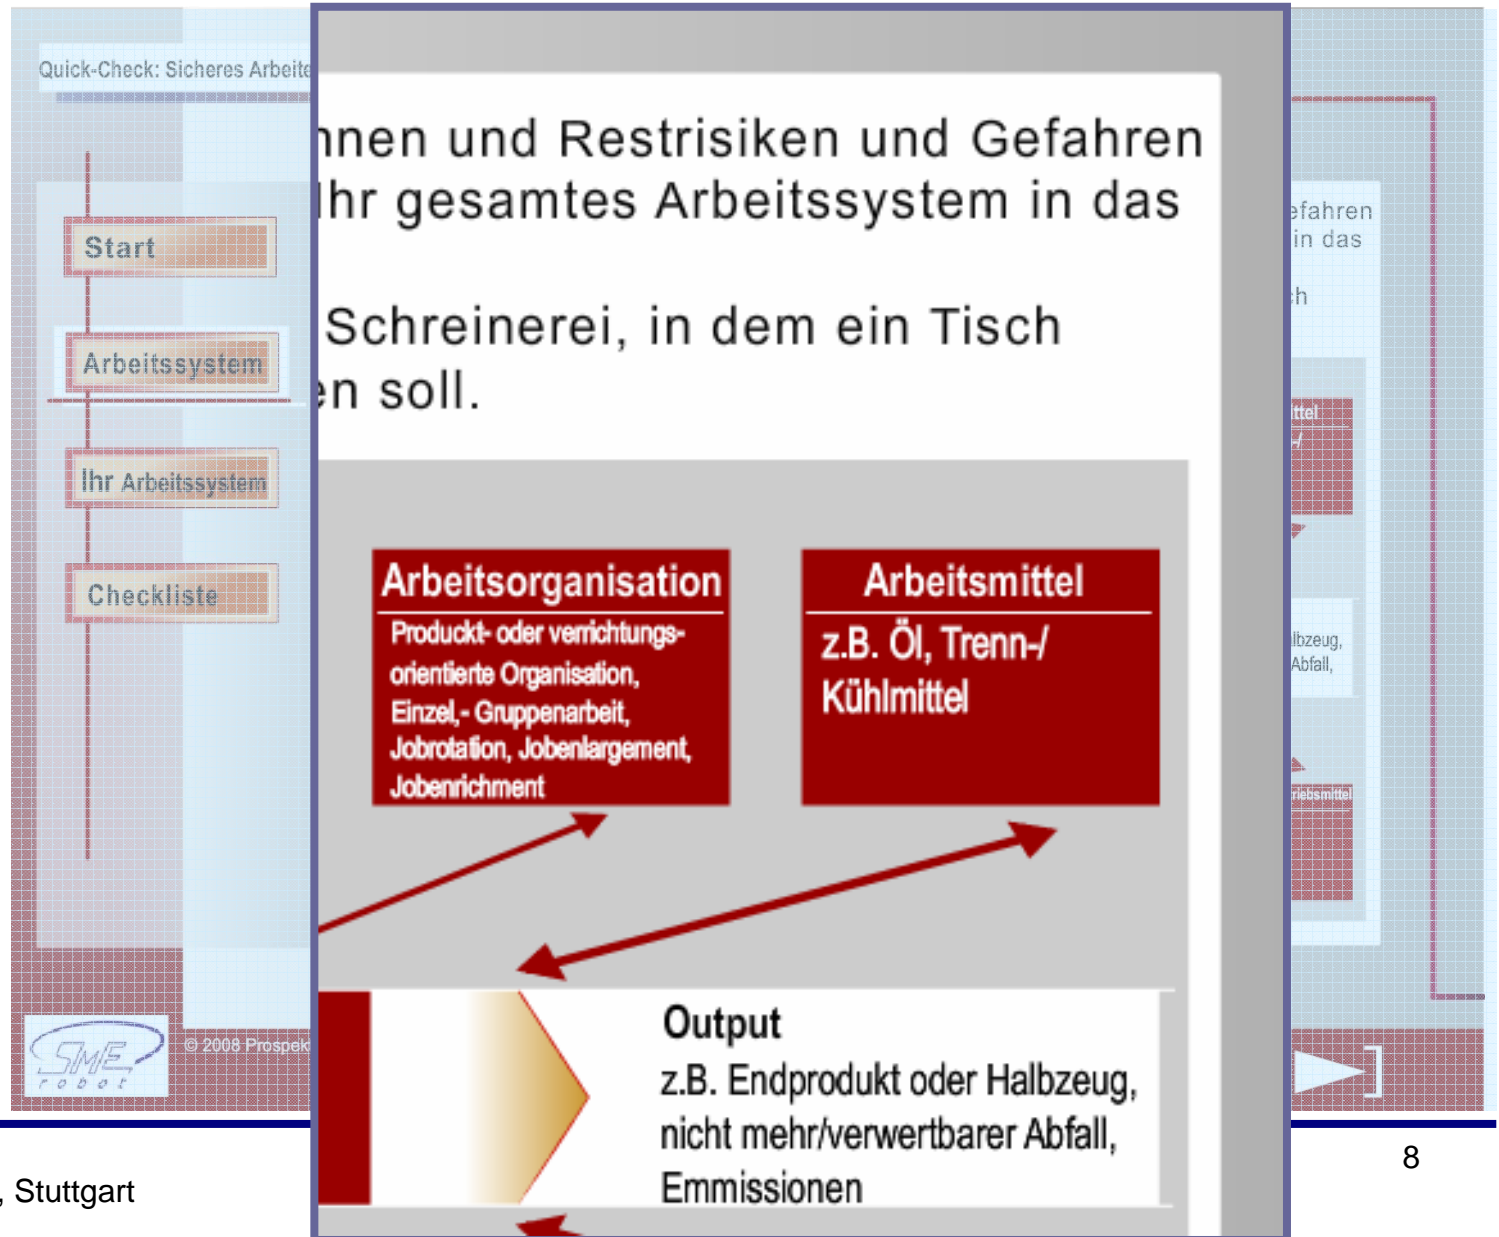 Quick-Check: Sicheres Arbeite
Start
Arbeitssystem
Ihr Arbeitssystem
Checkliste
nnen und Restrisiken und Gefahren
Ihr gesamtes Arbeitssystem in das
Schreinerei, in dem ein Tisch
en soll.
Arbeitsorganisation
Produckt- oder verrichtungs-
orientierte Organisation,
Einzel,- Gruppenarbeit,
Jobrotation, Jobenlargement,
Jobenrichment
Arbeitsmittel
z.B. Öl, Trenn-/
Kühlmittel
Output
z.B. Endprodukt oder Halbzeug,
nicht mehr/verwertbarer Abfall,
Emmissionen
efahren
in das
ch
ittel
-/
lbzeug,
Abfall,
riebsmittel
SME
robot
© 2008 Prospek
, Stuttgart
8